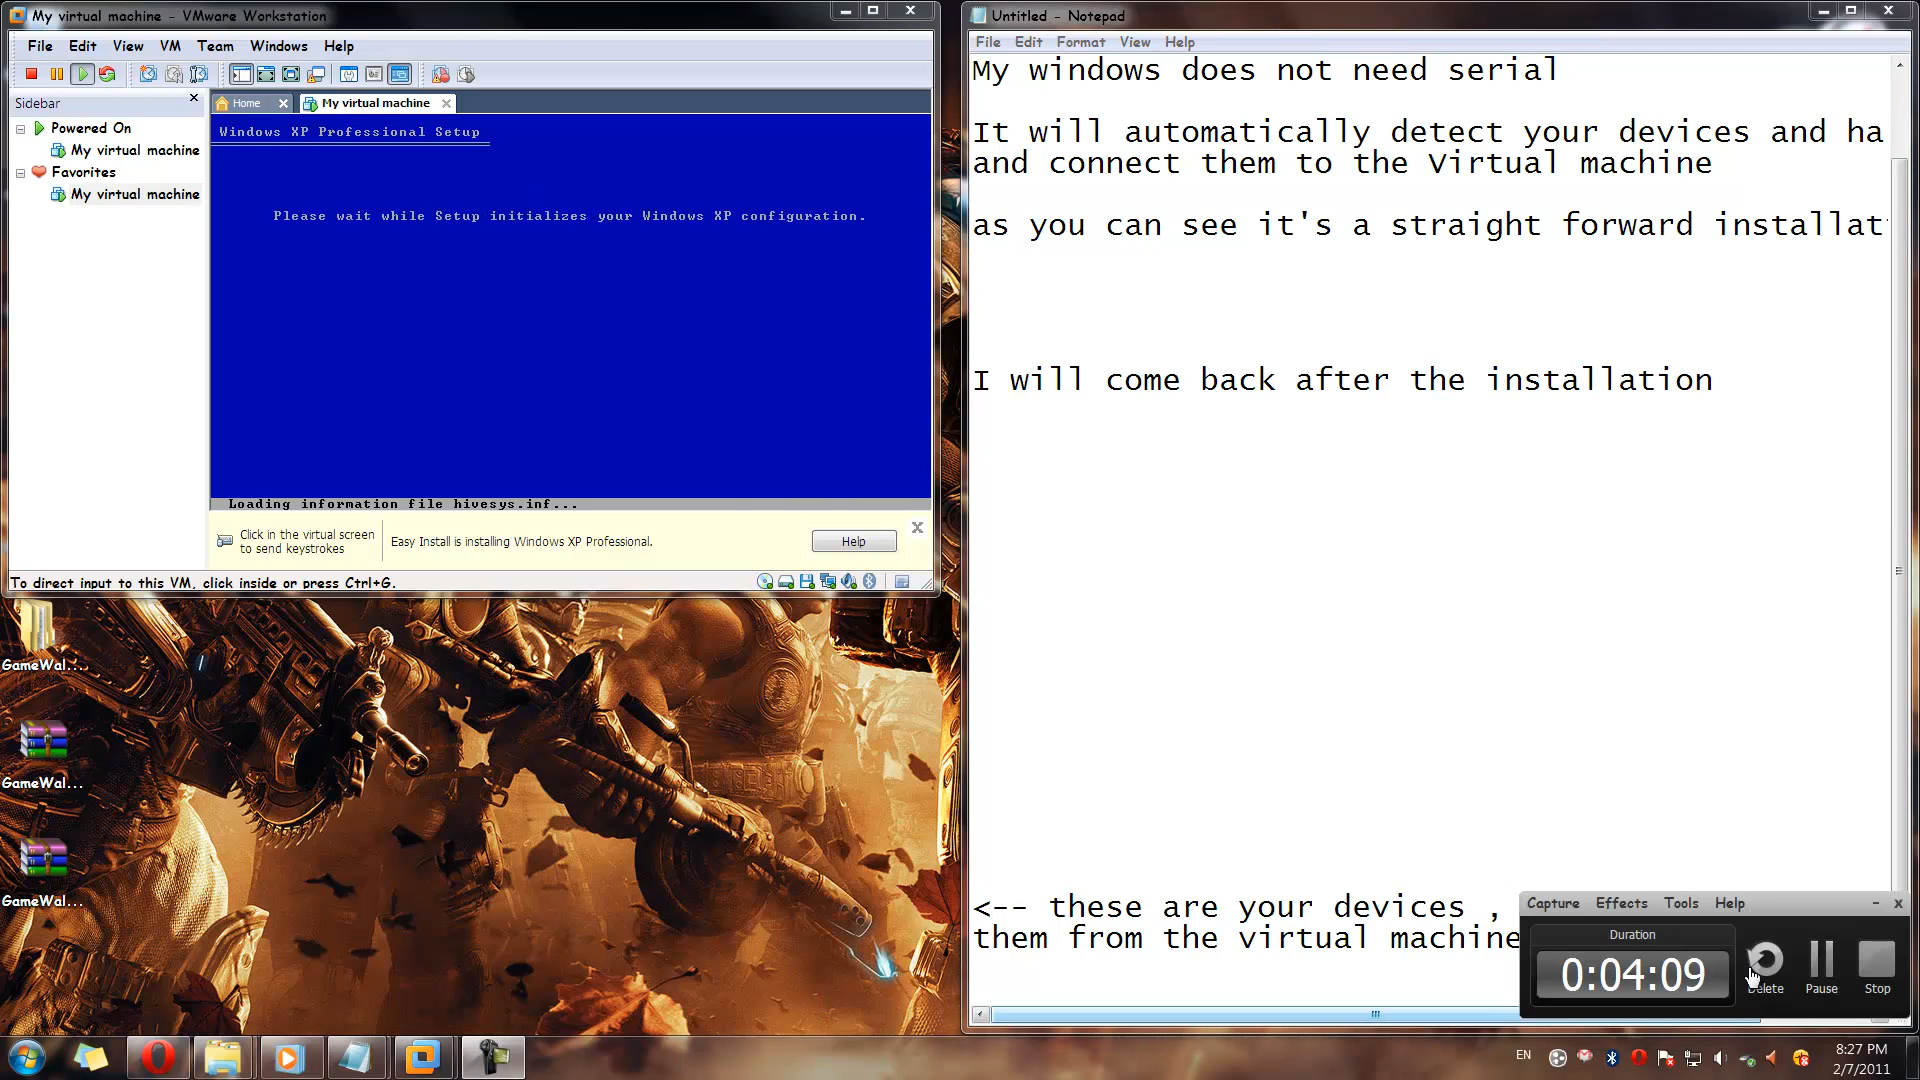 My virtual machine - VMware Workstation
File Edit View VM Team Windows Help
Sidebar
Powered On
My virtual machine
Favorites
My virtual machine
Home My virtual machine
Windows XP Professional Setup
Please wait while Setup initializes your Windows XP configuration.
Loading information file hivesys.inf...
Click in the virtual screen
to send keystrokes
Easy Install is installing Windows XP Professional.
Help
To direct input to this VM, click inside or press Ctrl+G.
Untitled - Notepad
File Edit Format View Help
My windows does not need serial
It will automatically detect your devices and ha
and connect them to the Virtual machine
as you can see it's a straight forward installat
I will come back after the installation
<-- these are your devices ,
them from the virtual machine
GameWal...
GameWal...
GameWal...
Capture Effects Tools Help
Duration
0:04:09
Delete Pause Stop
EN
8:27 PM
2/7/2011